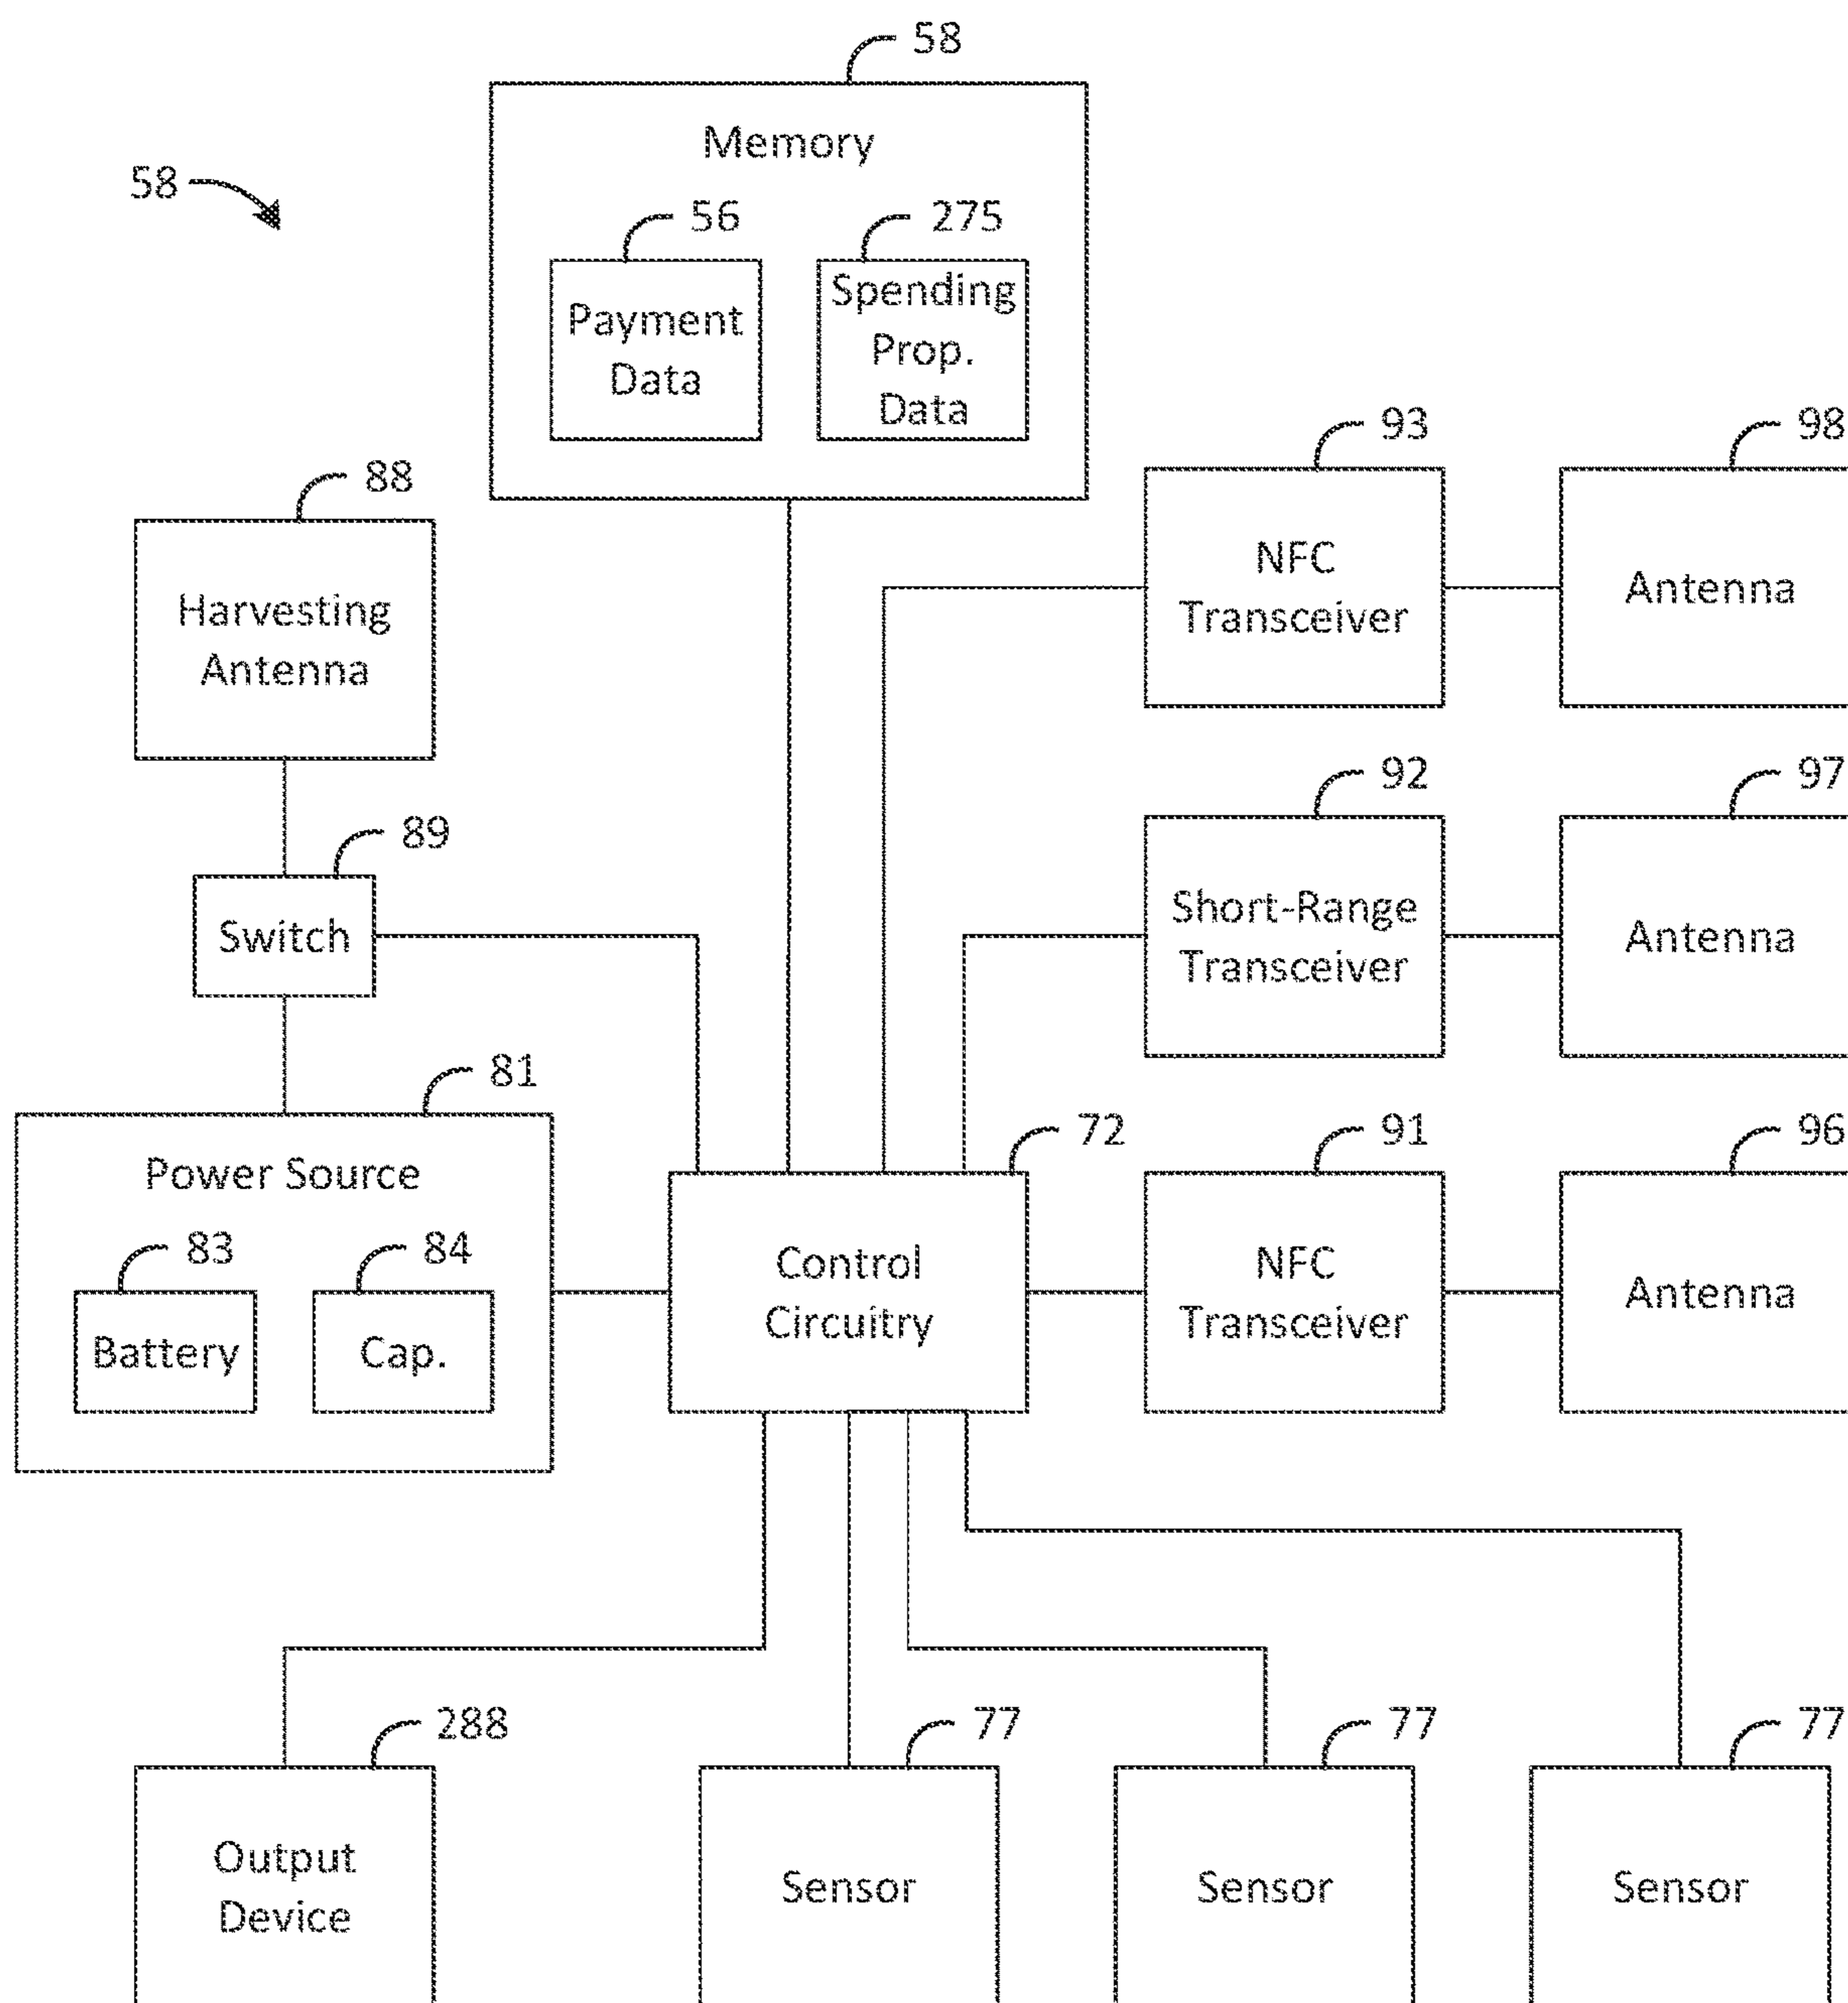 58
58
Memory
56
275
Payment
Data
Spending
Prop.
Data
93
98
88
NFC
Transceiver
Antenna
Harvesting
Antenna
92
97
89
Short-Range
Transceiver
Antenna
Switch
81
72
91
96
Power Source
83
84
Battery
Cap.
Control
Circuitry
NFC
Transceiver
Antenna
288
77
77
77
Output
Device
Sensor
Sensor
Sensor